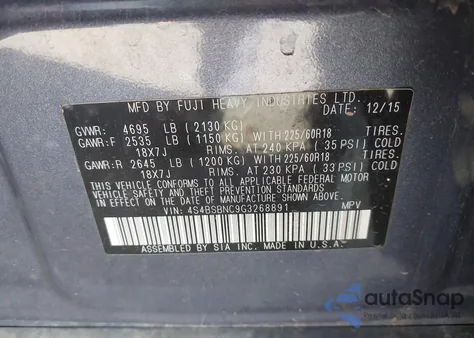 MFD BY FUJI HEAVY INDUSTRIES LTD.
DATE: 12/15
GVWR: 4695 LB (2130 KG)
GAWR:F 2535 LB (1150 KG) WITH 225/60R18 TIRES.
18X7J RIMS. AT 240 KPA ( 35 PSI) COLD
GAWR:R 2645 LB (1200 KG) WITH 225/60R18 TIRES.
18X7J RIMS. AT 230 KPA ( 33 PSI) COLD
THIS VEHICLE CONFORMS TO ALL APPLICABLE FEDERAL MOTOR
VEHICLE SAFETY STANDARDS IN EFFECT ON THE
DATE OF MANUFACTURE SHOWN ABOVE.
VIN: 4S4BSBNC9G3268891 MPV
ASSEMBLED BY SIA INC. MADE IN U.S.A.
autoSnap